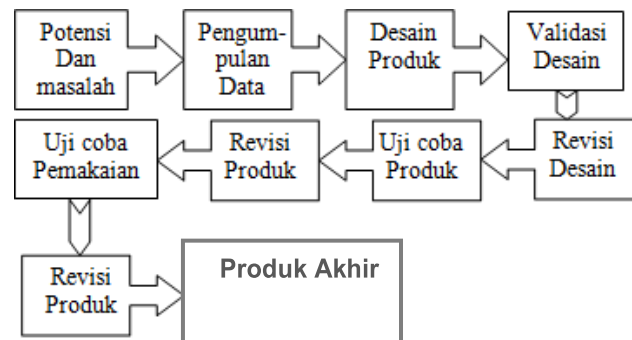 Potensi
Dan
masalah
Pengum-
pulan
Data
Desain
Produk
Validasi
Desain
Uji coba
Pemakaian
Revisi
Produk
Uji coba
Produk
Revisi
Desain
Revisi
Produk
Produk Akhir